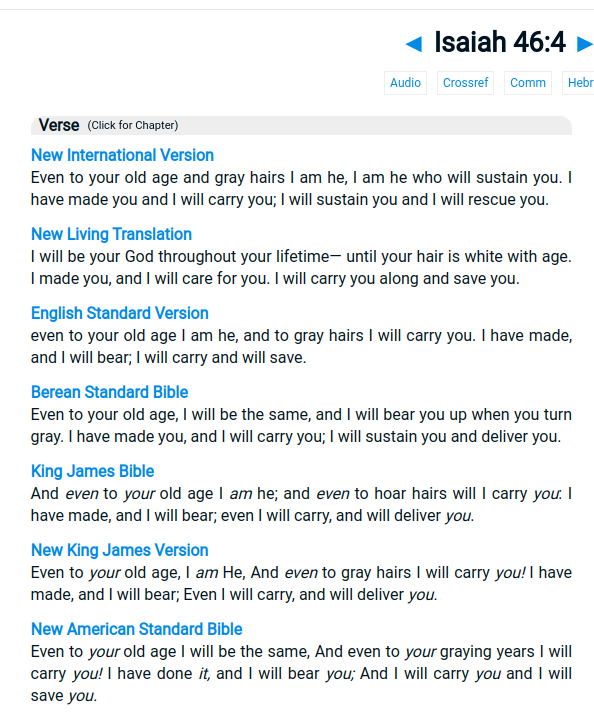 ◄ Isaiah 46:4 ►
Audio Crossref Comm Hebr
Verse (Click for Chapter)
New International Version
Even to your old age and gray hairs I am he, I am he who will sustain you. I
have made you and I will carry you; I will sustain you and I will rescue you.
New Living Translation
I will be your God throughout your lifetime— until your hair is white with age.
I made you, and I will care for you. I will carry you along and save you.
English Standard Version
even to your old age I am he, and to gray hairs I will carry you. I have made,
and I will bear; I will carry and will save.
Berean Standard Bible
Even to your old age, I will be the same, and I will bear you up when you turn
gray. I have made you, and I will carry you; I will sustain you and deliver you.
King James Bible
And even to your old age I am he; and even to hoar hairs will I carry you: I
have made, and I will bear; even I will carry, and will deliver you.
New King James Version
Even to your old age, I am He, And even to gray hairs I will carry you! I have
made, and I will bear; Even I will carry, and will deliver you.
New American Standard Bible
Even to your old age I will be the same, And even to your graying years I will
carry you! I have done it, and I will bear you; And I will carry you and I will
save you.